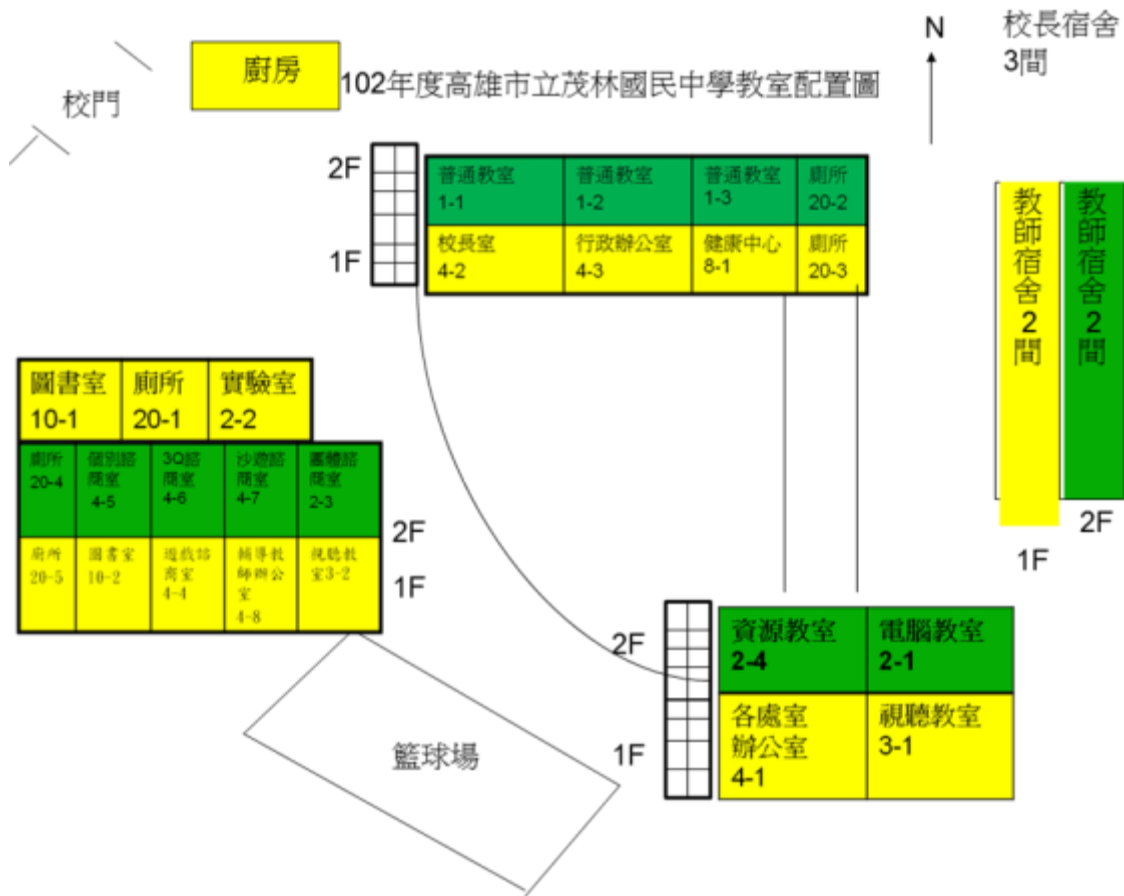 N
校長宿舍
3間
廚房
校門
102年度高雄市立茂林國民中學教室配置圖
2F
1F
普通教室
1-1
普通教室
1-2
普通教室
1-3
廁所
20-2
校長室
4-2
行政辦公室
4-3
健康中心
8-1
廁所
20-3
教師宿舍2間
教師宿舍2間
1F
2F
圖書室
10-1
廁所
20-1
實驗室
2-2
廁所
20-4
個別諮
商室
4-5
3Q諮
商室
4-6
沙遊諮
商室
4-7
團體諮
商室
2-3
2F
廁所
20-5
圖書室
10-2
遊戲諮
商室
4-4
輔導教
師辦公
室
4-8
視聽教
室3-2
1F
籃球場
2F
1F
資源教室
2-4
電腦教室
2-1
各處室
辦公室
4-1
視聽教室
3-1